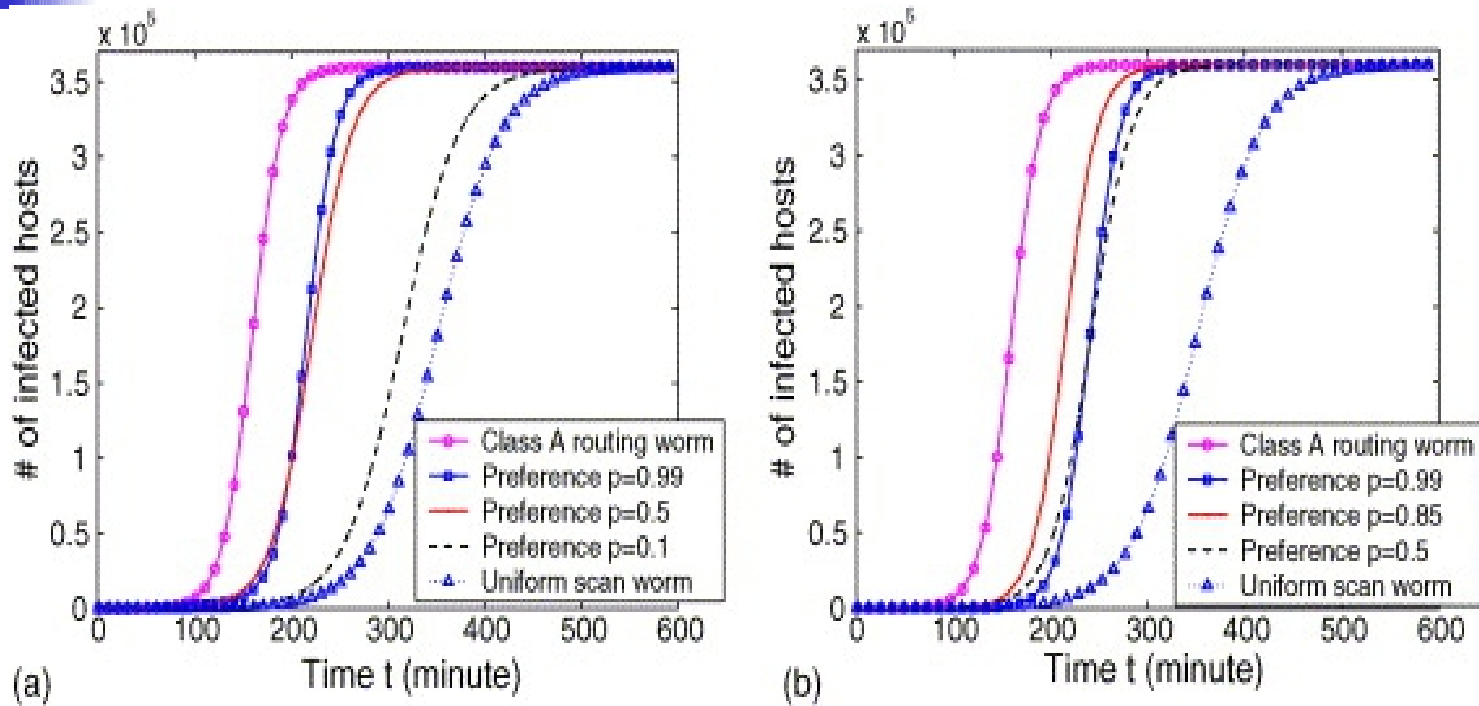 x 10^5
3.5
3
2.5
2
1.5
1
0.5
0
# of infected hosts
0 100 200 300 400 500 600
Time t (minute)
Class A routing worm
Preference p=0.99
Preference p=0.5
Preference p=0.1
Uniform scan worm
(a)
x 10^5
3.5
3
2.5
2
1.5
1
0.5
0
# of infected hosts
0 100 200 300 400 500 600
Time t (minute)
Class A routing worm
Preference p=0.99
Preference p=0.85
Preference p=0.5
Uniform scan worm
(b)